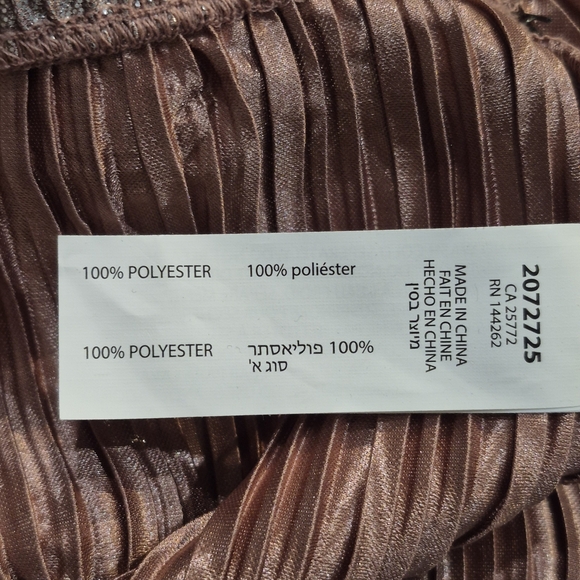 100% POLYESTER
100% poliéster
100% POLYESTER
100% פוליאסתר
סוג א'
MADE IN CHINA
FAIT EN CHINE
HECHO EN CHINA
מיוצר בסין
2072725
CA 25772
RN 144262